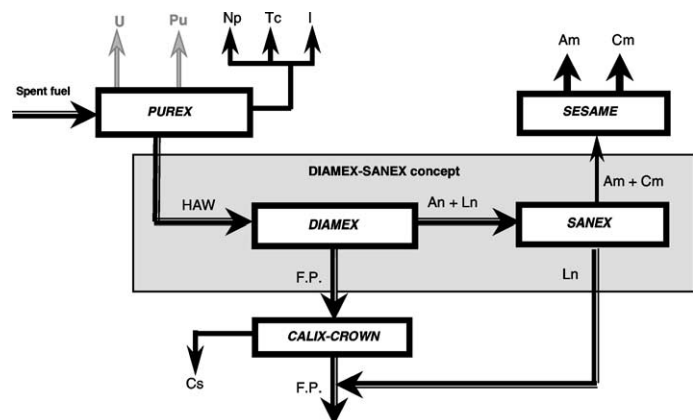 U
Pu
Np
Tc
I
Am
Cm
Spent fuel
PUREX
SESAME
DIAMEX-SANEX concept
Am + Cm
HAW
An + Ln
DIAMEX
SANEX
F.P.
Ln
CALIX-CROWN
Cs
F.P.